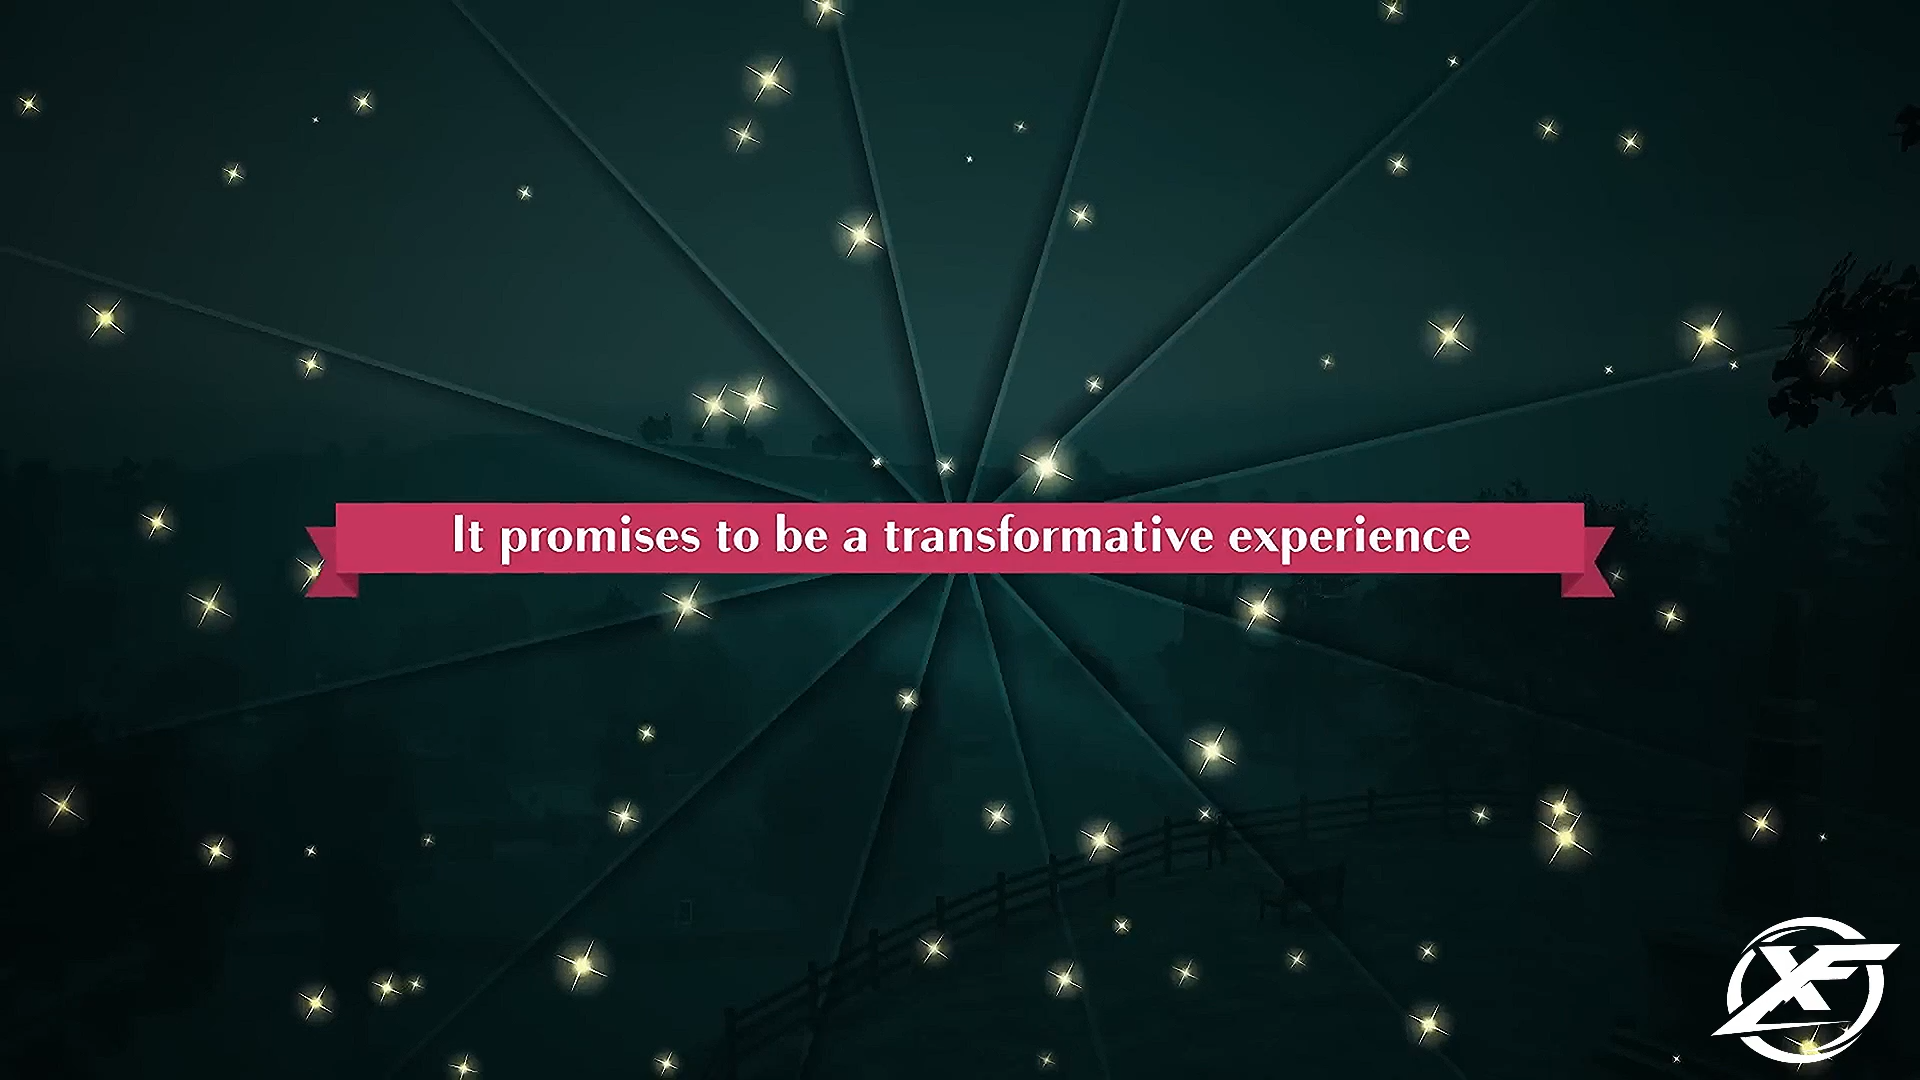 It promises to be a transformative experience
XF